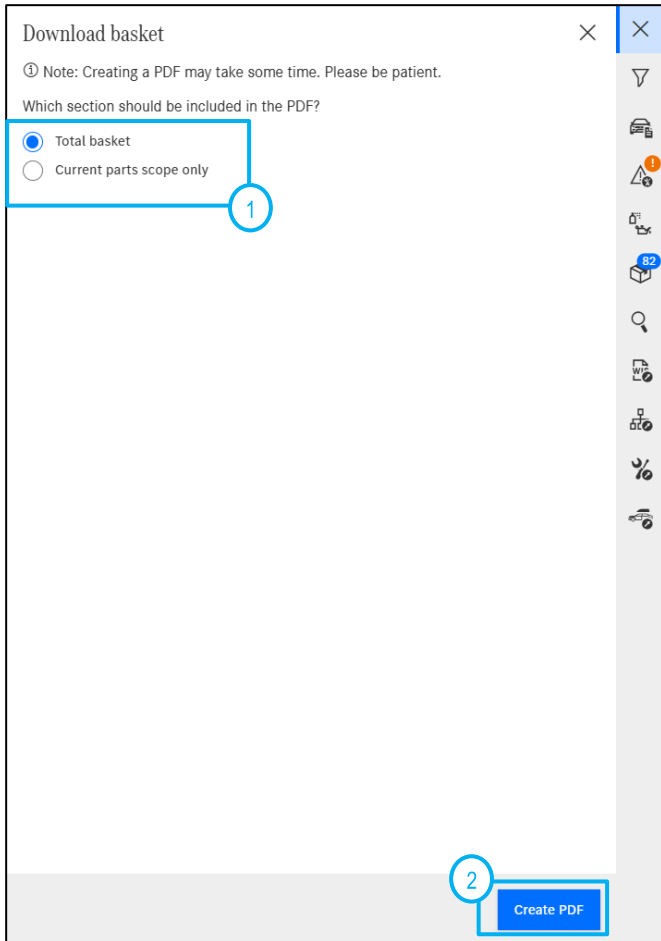 Download basket
ⓘ Note: Creating a PDF may take some time. Please be patient.
Which section should be included in the PDF?
Total basket
Current parts scope only
1
!
82
WIS
2
Create PDF